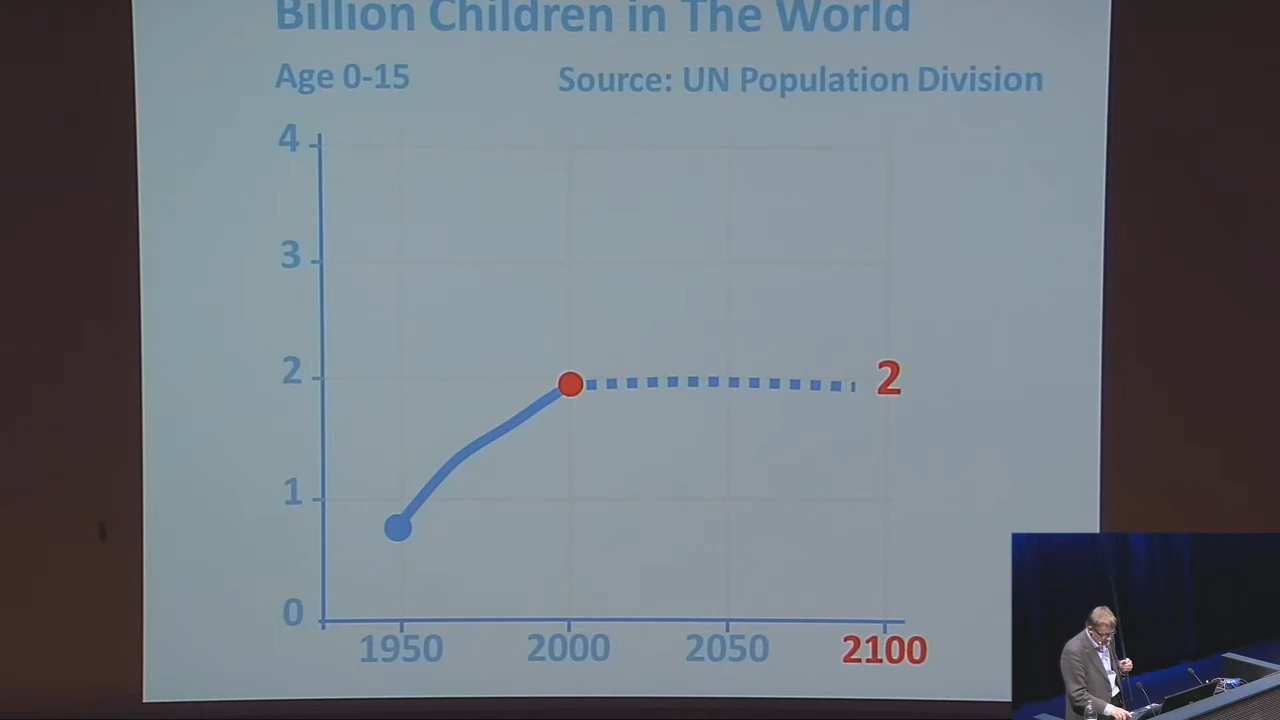 Billion Children in The World
Age 0-15 Source: UN Population Division
4
3
2
2
1
0
1950 2000 2050 2100